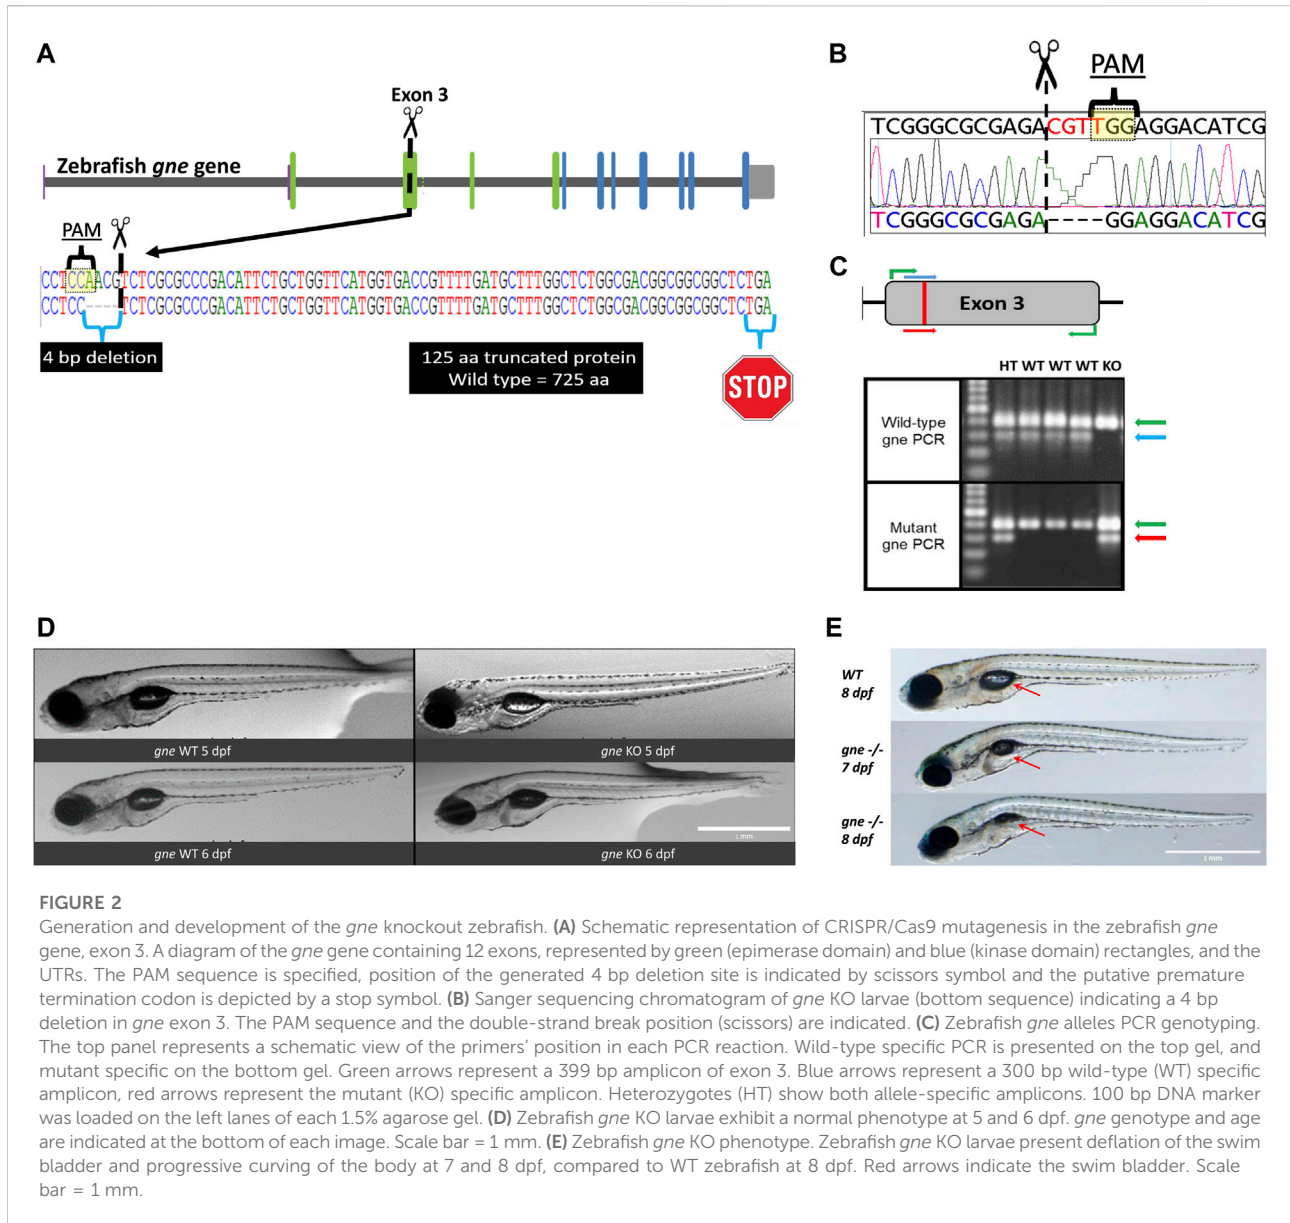 A
Exon 3
Zebrafish gne gene
PAM
CCTCCAACGTCTCGCGCCCGACATTCTGCTGGTTCATGGTGACCGTTTTGATGCTTTGGCTCTGGCGACGGCGGCTCTGA
CCTCC----TCTCGCGCCCGACATTCTGCTGGTTCATGGTGACCGTTTTGATGCTTTGGCTCTGGCGACGGCGGCTCTGA
4 bp deletion
125 aa truncated protein
Wild type = 725 aa
STOP
B
PAM
TCGGGCGCGAGACGTTGGAGGACATCG
TCGGGCGCGAGA----GGAGGACATCG
C
Exon 3
HT WT WT WT KO
Wild-type
gne PCR
Mutant
gne PCR
D
gne WT 5 dpf
gne KO 5 dpf
gne WT 6 dpf
gne KO 6 dpf
1 mm
E
WT
8 dpf
gne -/-
7 dpf
gne -/-
8 dpf
1 mm
FIGURE 2
Generation and development of the gne knockout zebrafish. (A) Schematic representation of CRISPR/Cas9 mutagenesis in the zebrafish gne
gene, exon 3. A diagram of the gne gene containing 12 exons, represented by green (epimerase domain) and blue (kinase domain) rectangles, and the
UTRs. The PAM sequence is specified, position of the generated 4 bp deletion site is indicated by scissors symbol and the putative premature
termination codon is depicted by a stop symbol. (B) Sanger sequencing chromatogram of gne KO larvae (bottom sequence) indicating a 4 bp
deletion in gne exon 3. The PAM sequence and the double-strand break position (scissors) are indicated. (C) Zebrafish gne alleles PCR genotyping.
The top panel represents a schematic view of the primers' position in each PCR reaction. Wild-type specific PCR is presented on the top gel, and
mutant specific on the bottom gel. Green arrows represent a 399 bp amplicon of exon 3. Blue arrows represent a 300 bp wild-type (WT) specific
amplicon, red arrows represent the mutant (KO) specific amplicon. Heterozygotes (HT) show both allele-specific amplicons. 100 bp DNA marker
was loaded on the left lanes of each 1.5% agarose gel. (D) Zebrafish gne KO larvae exhibit a normal phenotype at 5 and 6 dpf. gne genotype and age
are indicated at the bottom of each image. Scale bar = 1 mm. (E) Zebrafish gne KO phenotype. Zebrafish gne KO larvae present deflation of the swim
bladder and progressive curving of the body at 7 and 8 dpf, compared to WT zebrafish at 8 dpf. Red arrows indicate the swim bladder. Scale
bar = 1 mm.